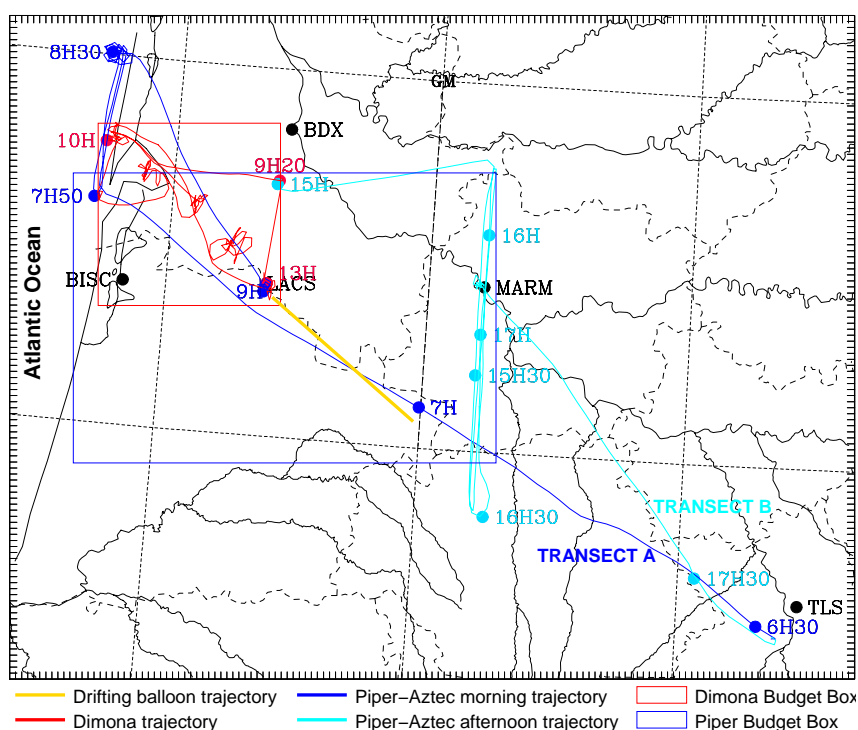 8H30
GM
BDX
10H
9H20
15H
7H50
16H
Atlantic Ocean
BISC
13H
LACS
9H
MARM
17H
15H30
7H
TRANSECT B
16H30
TRANSECT A
17H30
TLS
6H30
Drifting balloon trajectory
Piper-Aztec morning trajectory
Dimona Budget Box
Dimona trajectory
Piper-Aztec afternoon trajectory
Piper Budget Box